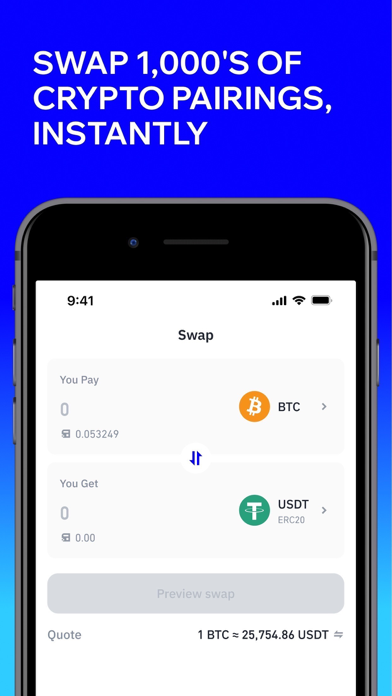 SWAP 1,000'S OF
CRYPTO PAIRINGS,
INSTANTLY
9:41
Swap
You Pay
0
BTC
0.053249
You Get
0
USDT
ERC20
0.00
Preview swap
Quote 1 BTC ≈ 25,754.86 USDT